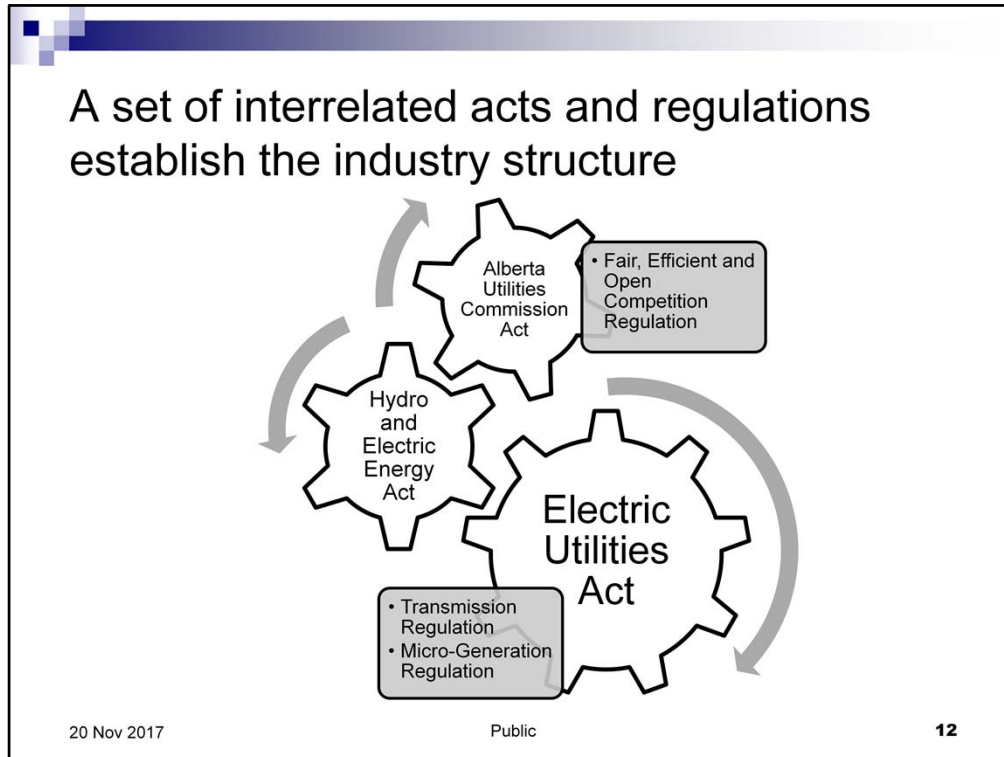 A set of interrelated acts and regulations
establish the industry structure
Alberta
Utilities
Commission
Act
• Fair, Efficient and
Open
Competition
Regulation
Hydro
and
Electric
Energy
Act
Electric
Utilities
Act
• Transmission
Regulation
• Micro-Generation
Regulation
20 Nov 2017
Public
12